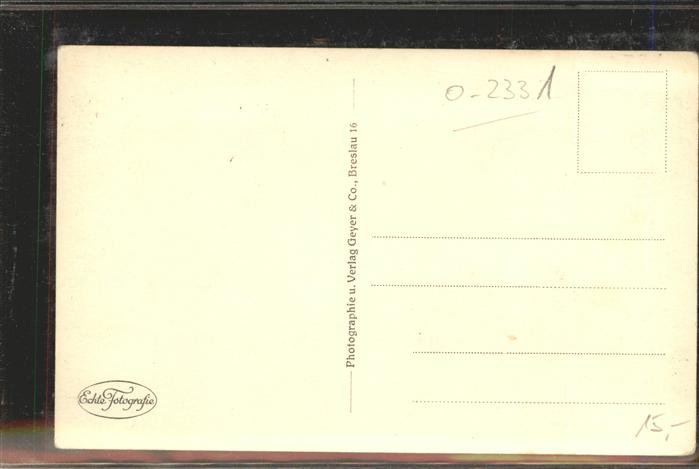 O-2331
Photographie u. Verlag Geyer & Co., Breslau 16
Echte Fotografie
15,-